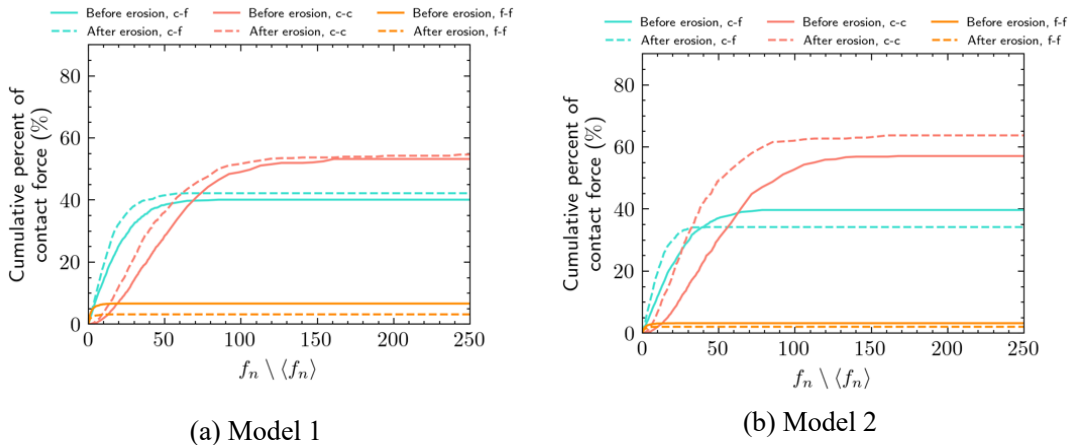 Before erosion, c-f
Before erosion, c-c
Before erosion, f-f
After erosion, c-f
After erosion, c-c
After erosion, f-f
Cumulative percent of
contact force (%)
80
60
40
20
0
0 50 100 150 200 250
f_n \ ⟨f_n⟩
(a) Model 1
Before erosion, c-f
Before erosion, c-c
Before erosion, f-f
After erosion, c-f
After erosion, c-c
After erosion, f-f
Cumulative percent of
contact force (%)
80
60
40
20
0
0 50 100 150 200 250
f_n \ ⟨f_n⟩
(b) Model 2